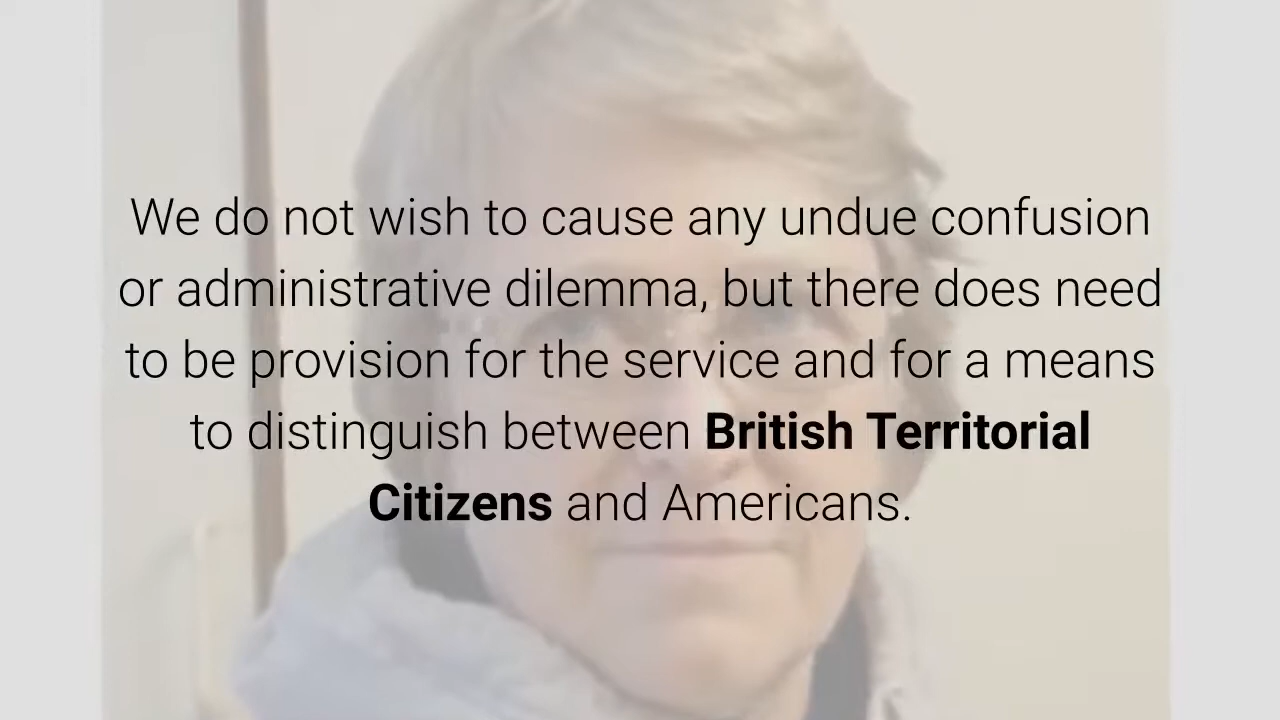 We do not wish to cause any undue confusion
or administrative dilemma, but there does need
to be provision for the service and for a means
to distinguish between British Territorial
Citizens and Americans.